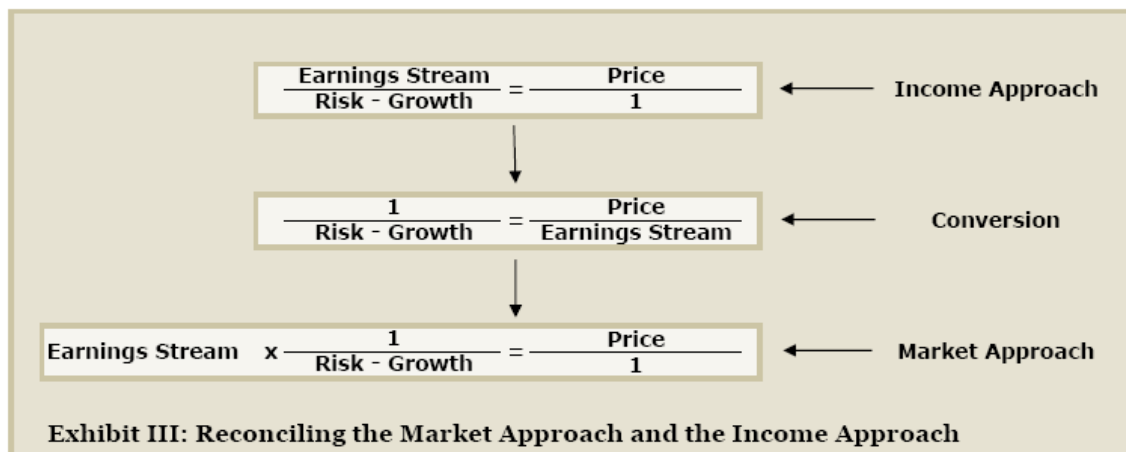 Earnings Stream = Price
Risk - Growth 1
Income Approach
1 = Price
Risk - Growth Earnings Stream
Conversion
Earnings Stream x 1 = Price
Risk - Growth 1
Market Approach
Exhibit III: Reconciling the Market Approach and the Income Approach